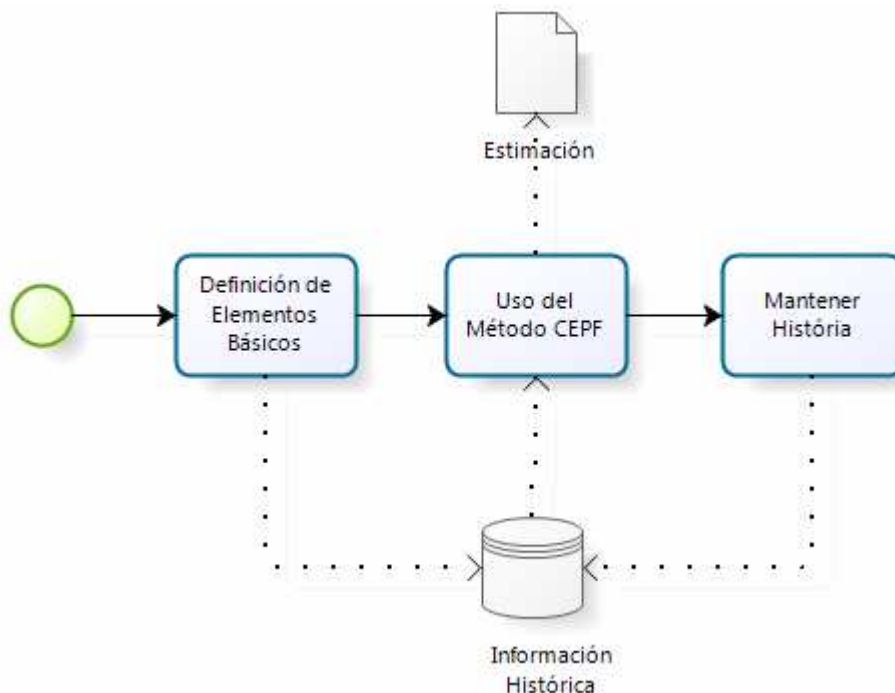 Estimación
Definición de
Elementos
Básicos
Uso del
Método CEPF
Mantener
História
Información
Histórica